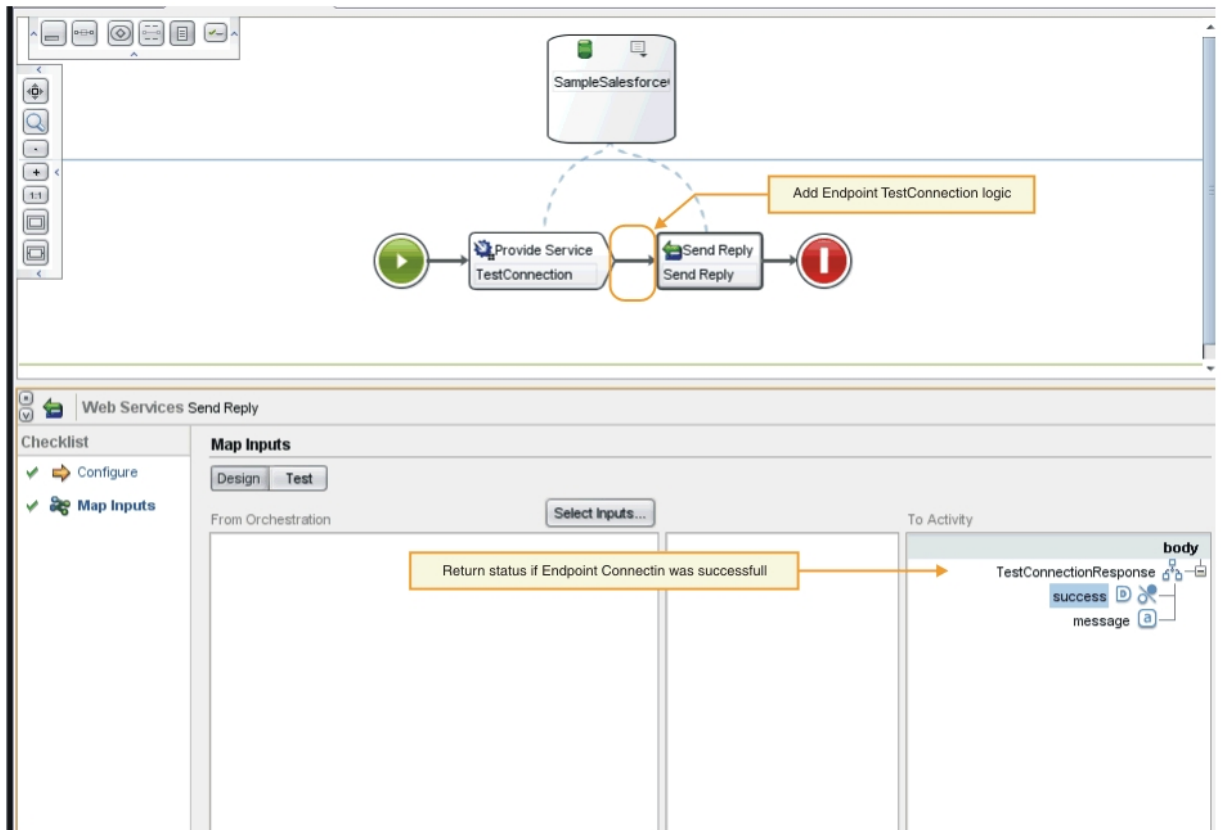 SampleSalesforce
Add Endpoint TestConnection logic
1:1
Provide Service
TestConnection
Send Reply
Send Reply
Web Services Send Reply
Checklist
Configure
Map Inputs
Map Inputs
Design
Test
From Orchestration
Select Inputs...
To Activity
body
Return status if Endpoint Connectin was successfull
TestConnectionResponse
success
D
message
a